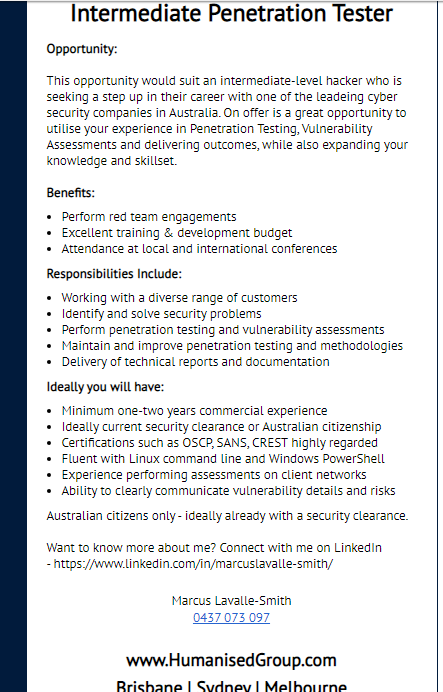 Intermediate Penetration Tester
Opportunity:
This opportunity would suit an intermediate-level hacker who is
seeking a step up in their career with one of the leadeing cyber
security companies in Australia. On offer is a great opportunity to
utilise your experience in Penetration Testing, Vulnerability
Assessments and delivering outcomes, while also expanding your
knowledge and skillset.
Benefits:
• Perform red team engagements
• Excellent training & development budget
• Attendance at local and international conferences
Responsibilities Include:
• Working with a diverse range of customers
• Identify and solve security problems
• Perform penetration testing and vulnerability assessments
• Maintain and improve penetration testing and methodologies
• Delivery of technical reports and documentation
Ideally you will have:
• Minimum one-two years commercial experience
• Ideally current security clearance or Australian citizenship
• Certifications such as OSCP, SANS, CREST highly regarded
• Fluent with Linux command line and Windows PowerShell
• Experience performing assessments on client networks
• Ability to clearly communicate vulnerability details and risks
Australian citizens only - ideally already with a security clearance.
Want to know more about me? Connect with me on LinkedIn
- https://www.linkedin.com/in/marcuslavalle-smith/
Marcus Lavalle-Smith
0437 073 097
www.HumanisedGroup.com
Brisbane | Sydney | Melbourne